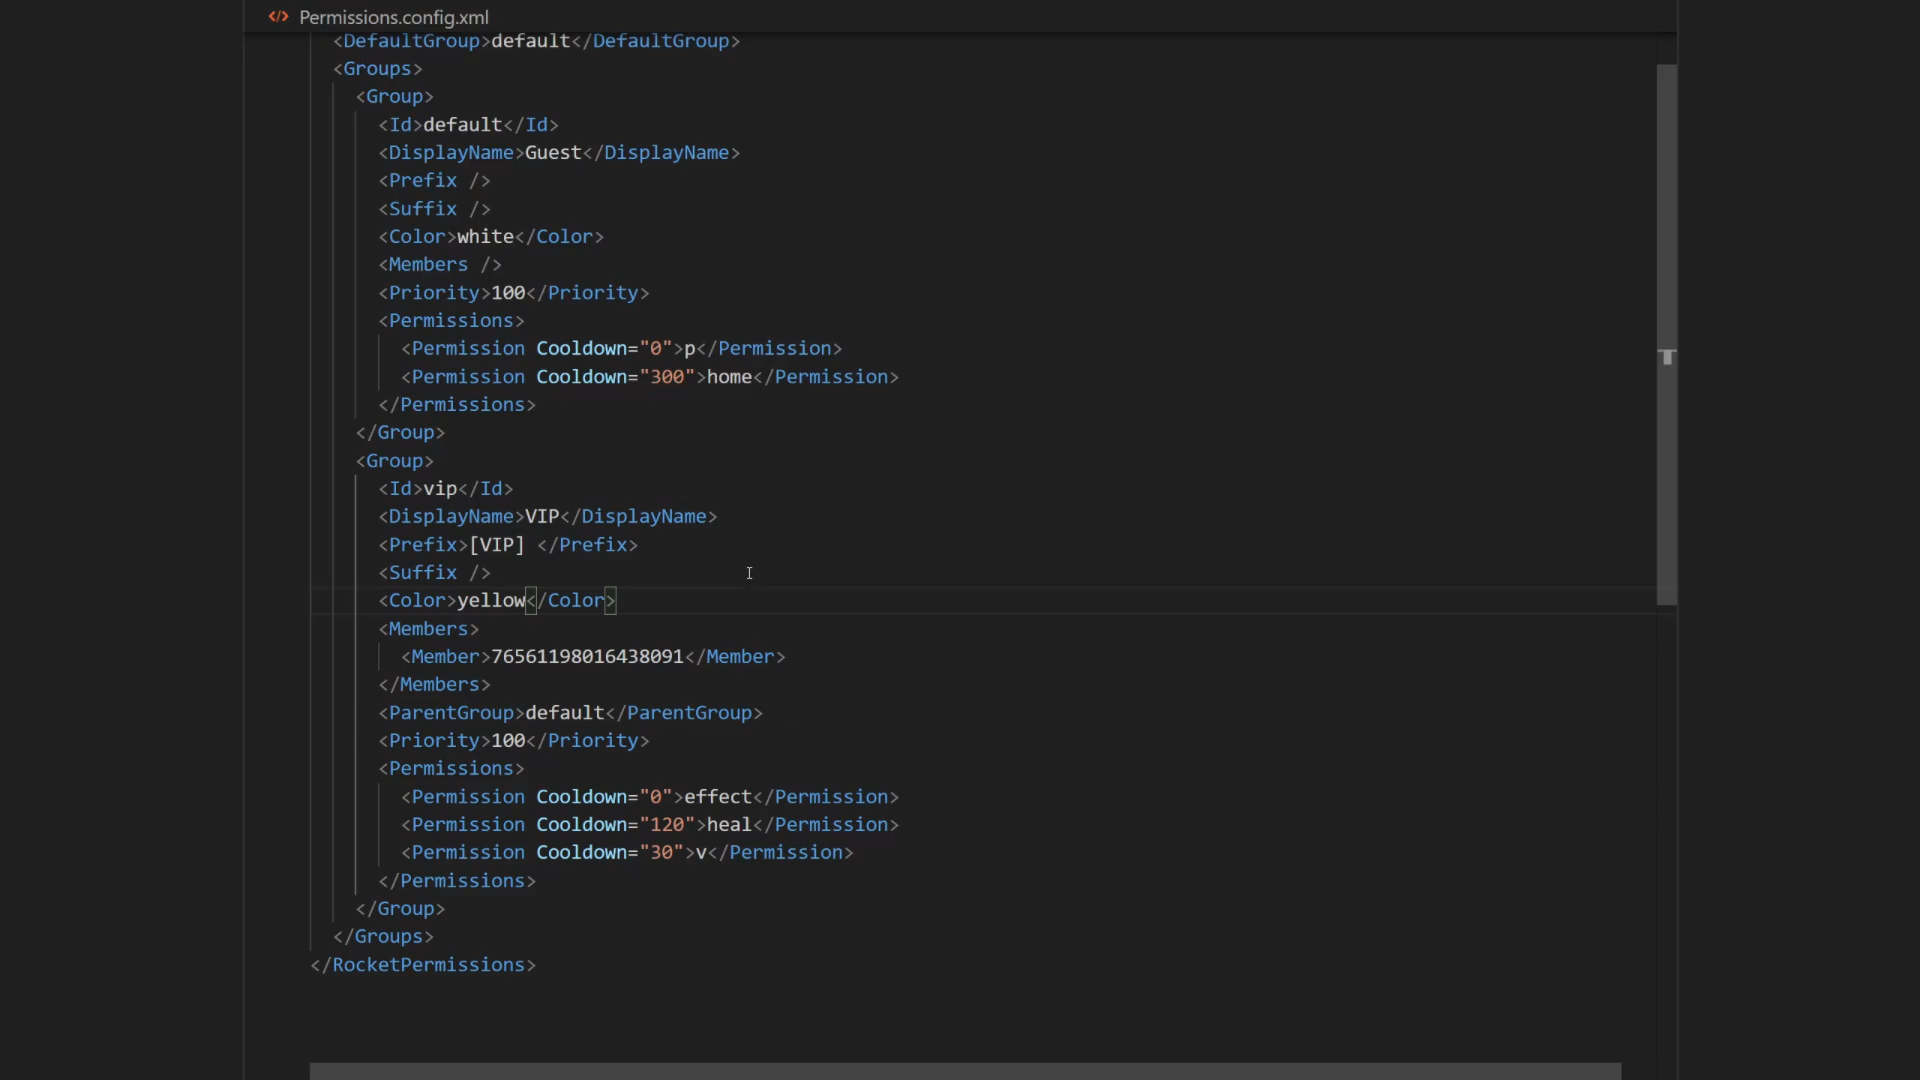 </> Permissions.config.xml
<DefaultGroup>default</DefaultGroup>
<Groups>
<Group>
<Id>default</Id>
<DisplayName>Guest</DisplayName>
<Prefix />
<Suffix />
<Color>white</Color>
<Members />
<Priority>100</Priority>
<Permissions>
<Permission Cooldown="0">p</Permission>
<Permission Cooldown="300">home</Permission>
</Permissions>
</Group>
<Group>
<Id>vip</Id>
<DisplayName>VIP</DisplayName>
<Prefix>[VIP] </Prefix>
<Suffix />
<Color>yellow</Color>
<Members>
<Member>76561198016438091</Member>
</Members>
<ParentGroup>default</ParentGroup>
<Priority>100</Priority>
<Permissions>
<Permission Cooldown="0">effect</Permission>
<Permission Cooldown="120">heal</Permission>
<Permission Cooldown="30">v</Permission>
</Permissions>
</Group>
</Groups>
</RocketPermissions>